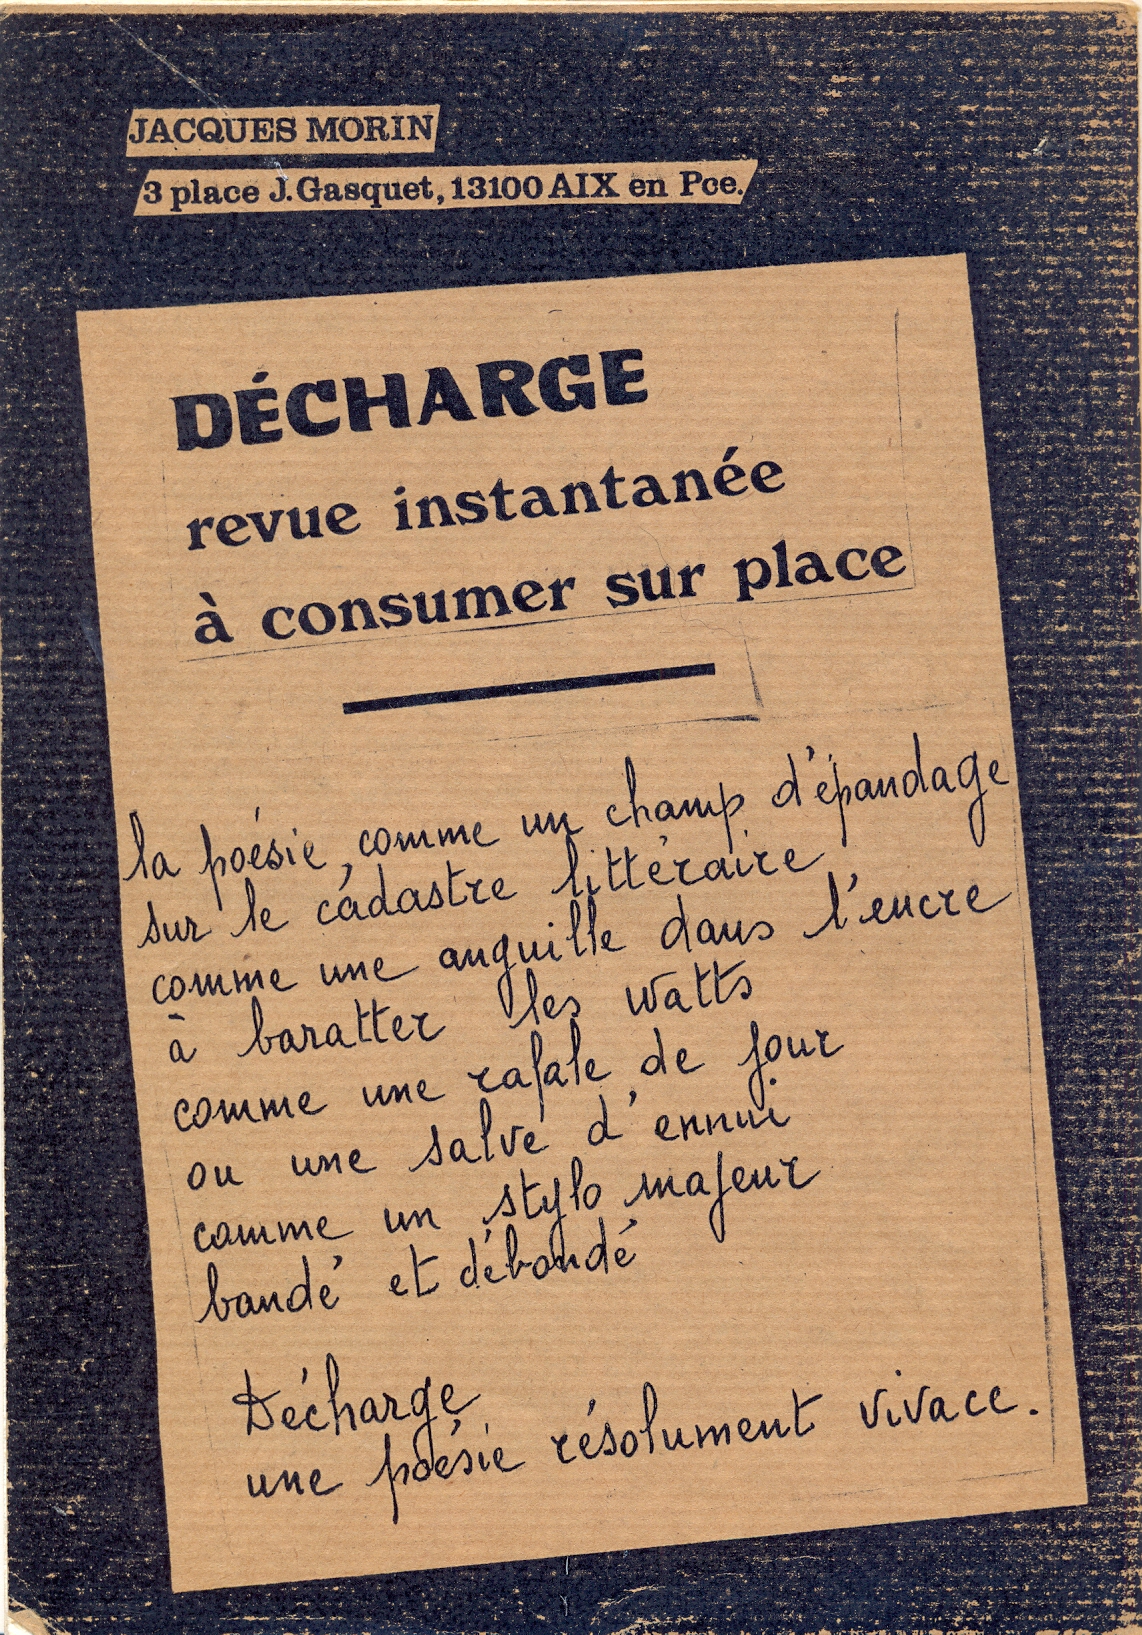 JACQUES MORIN
3 place J. Gasquet, 13100 AIX en Pce.
DÉCHARGE
revue instantanée
à consumer sur place
la poésie, comme un champ d'épandage
sur le cadastre littéraire
comme une anguille dans l'encre
à baratter les watts
comme une rafale de jour
ou une salve d'ennui
comme un stylo majeur
bandé et débondé
Décharge
une poésie résolument vivace.